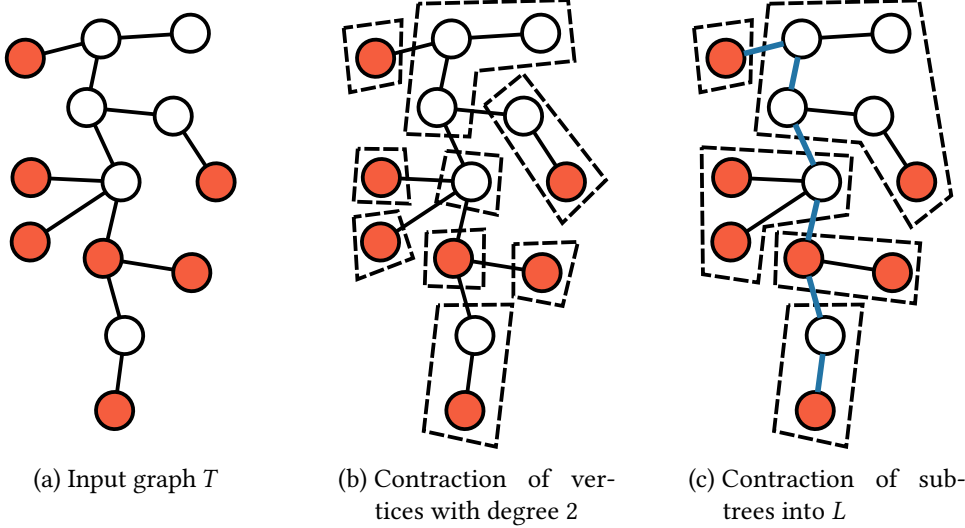 (a) Input graph T
(b) Contraction of ver-
tices with degree 2
(c) Contraction of sub-
trees into L